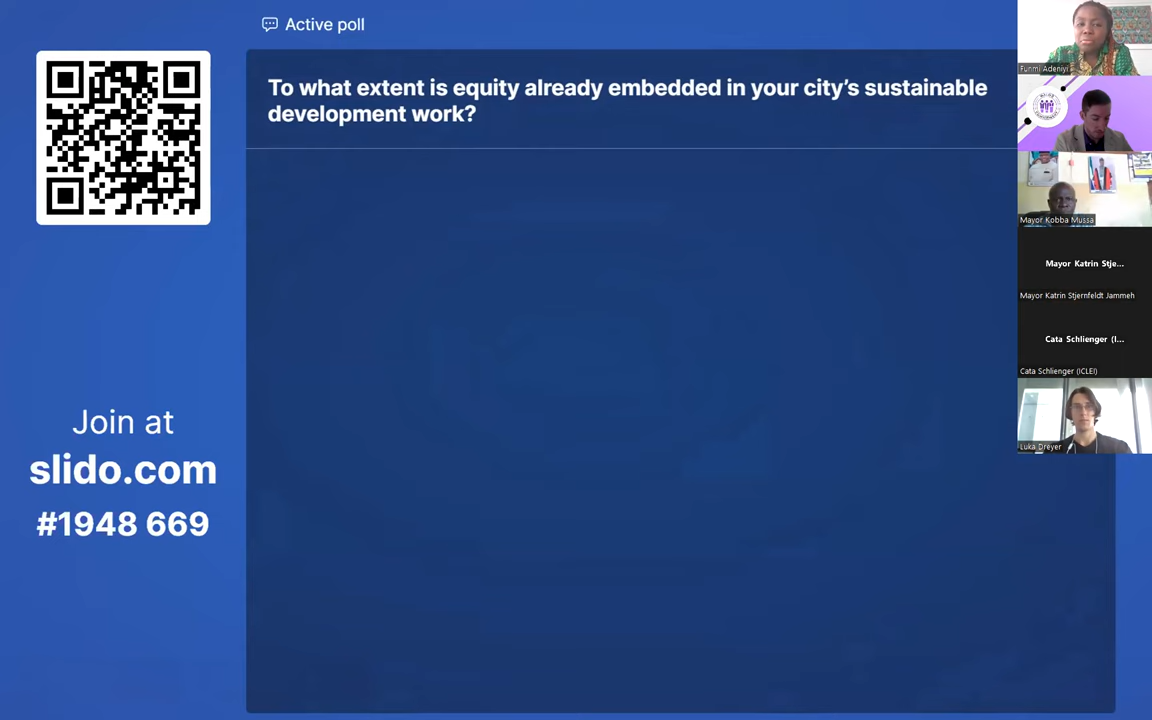 Active poll
To what extent is equity already embedded in your city’s sustainable
development work?
Join at
slido.com
#1948 669
Funmi Adeniyi
Mayor Kobba Mussa
Mayor Katrin Stje...
Mayor Katrin Stjernfeldt Jammeh
Cata Schlienger (I...
Cata Schlienger (ICLEI)
Luka Dreyer